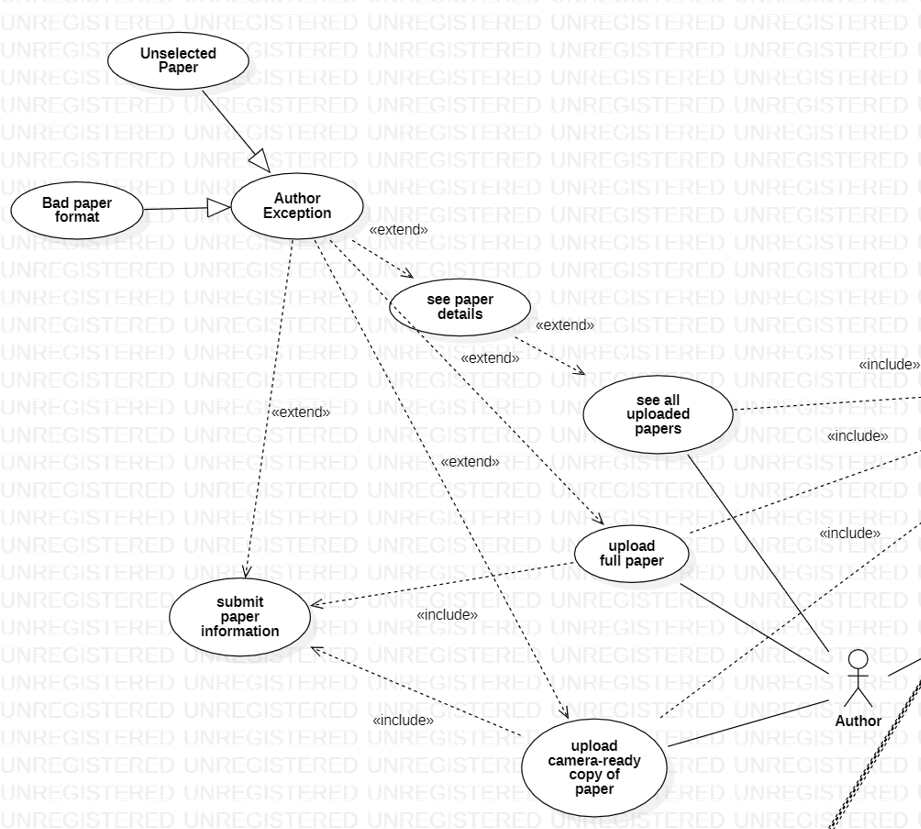 Unselected
Paper
Bad paper
format
Author
Exception
«extend»
see paper
details
«extend»
«extend»
«include»
see all
uploaded
papers
«extend»
«include»
«extend»
«include»
upload
full paper
submit
paper
information
«include»
Author
«include»
upload
camera-ready
copy of
paper
UNREGISTERED